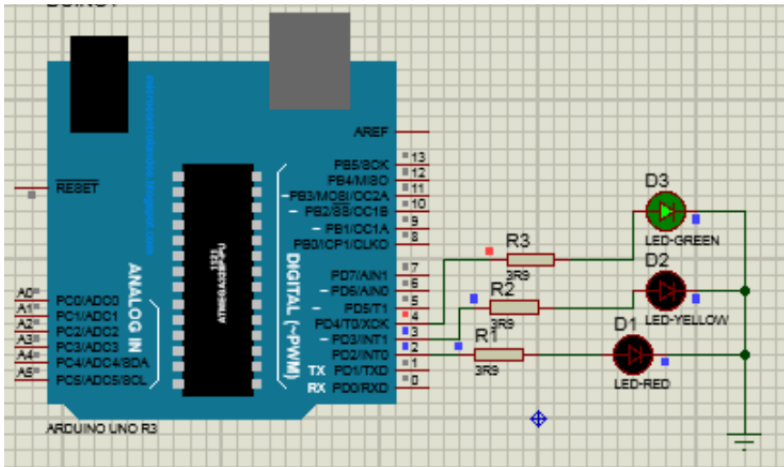 DUINO1
AREF
PB5/SCK 13
PB4/MISO 12
RESET
~PB3/MOSI/OC2A 11
~ PB2/SS/OC1B 10
~ PB1/OC1A 9
PB0/ICP1/CLKO 8
PD7/AIN1 7
~ PD6/AIN0 6
~ PD5/T1 5
PD4/T0/XCK 4
~ PD3/INT1 3
PD2/INT0 2
TX PD1/TXD 1
RX PD0/RXD 0
ANALOG IN
DIGITAL (~PWM)
A0 PC0/ADC0
A1 PC1/ADC1
A2 PC2/ADC2
A3 PC3/ADC3
A4 PC4/ADC4/SDA
A5 PC5/ADC5/SCL
ARDUINO UNO R3
D3
LED-GREEN
R3
3R9
D2
LED-YELLOW
R2
3R9
D1
LED-RED
R1
3R9